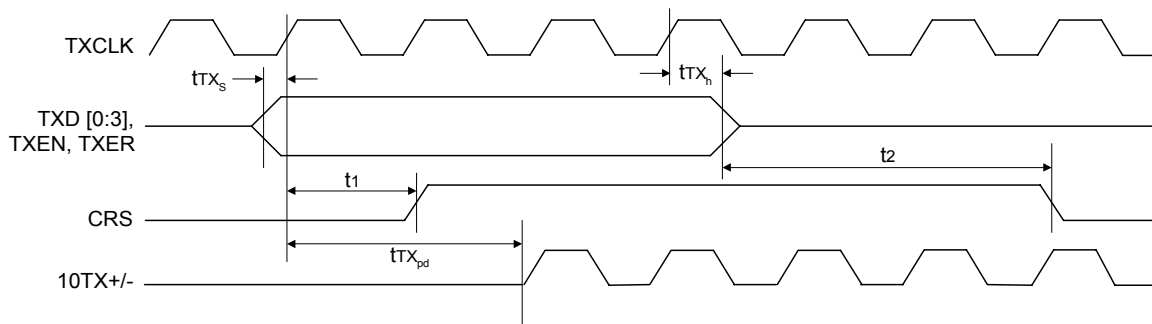 TXCLK
tTXS
tTXh
TXD [0:3],
TXEN, TXER
t2
t1
CRS
tTXpd
10TX+/-